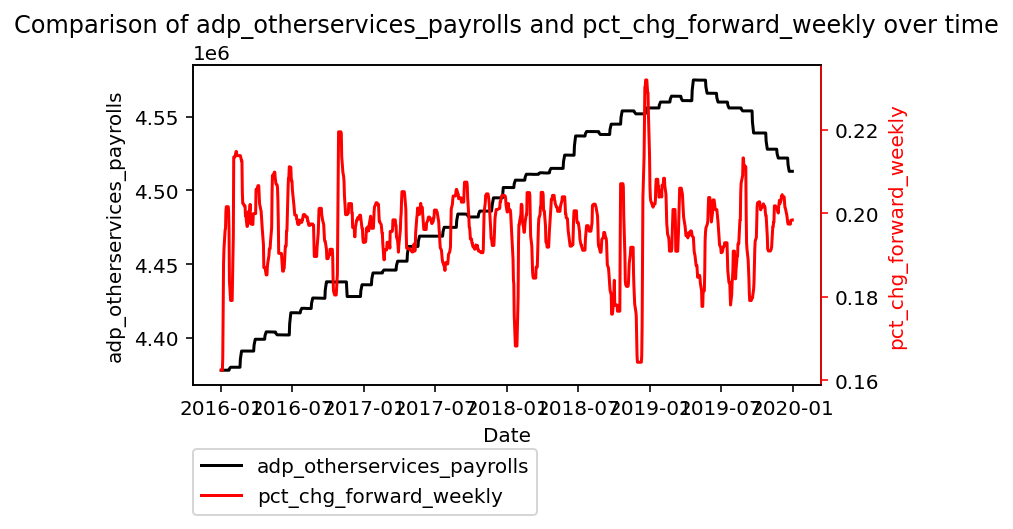 Comparison of adp_otherservices_payrolls and pct_chg_forward_weekly over time
1e6
adp_otherservices_payrolls
4.55
4.50
4.45
4.40
0.22
0.20
0.18
0.16
pct_chg_forward_weekly
2016-01 2016-07 2017-01 2017-07 2018-01 2018-07 2019-01 2019-07 2020-01
Date
adp_otherservices_payrolls
pct_chg_forward_weekly